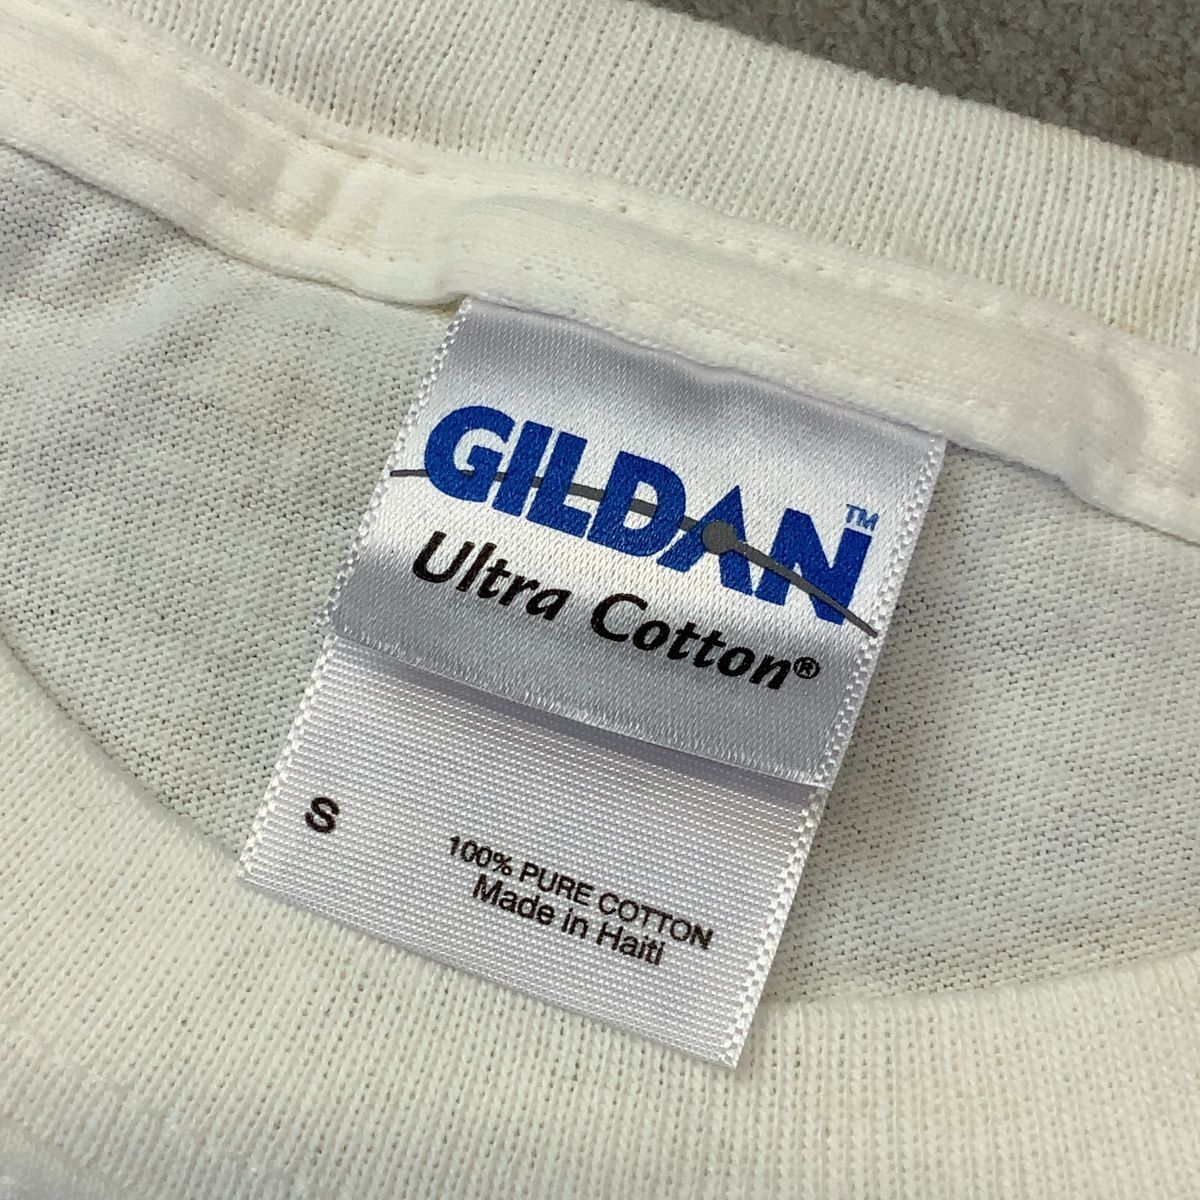 GILDAN™
Ultra Cotton®
S
100% PURE COTTON
Made in Haiti